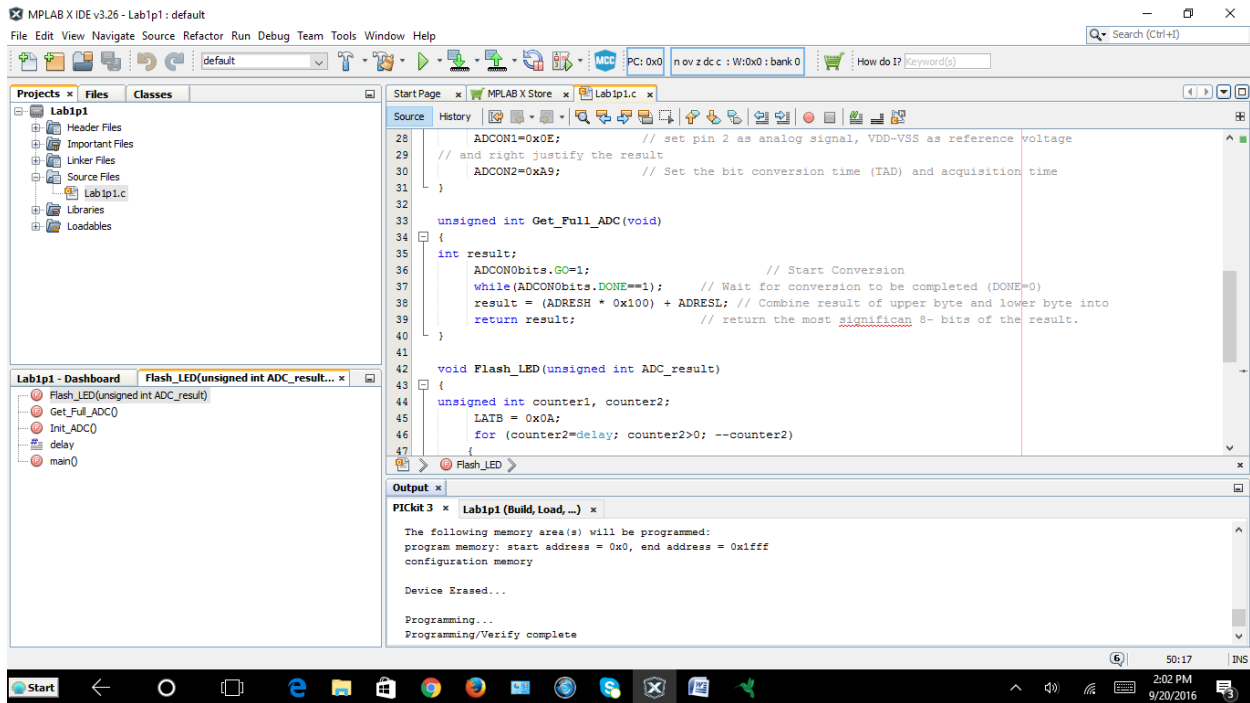 MPLAB X IDE v3.26 - Lab1p1 : default
File Edit View Navigate Source Refactor Run Debug Team Tools Window Help
Search (Ctrl+I)
default
MCC
PC: 0x0
n ov z dc c : W:0x0 : bank 0
How do I? Keyword(s)
Projects × Files Classes
Lab1p1
Header Files
Important Files
Linker Files
Source Files
Lab1p1.c
Libraries
Loadables
Start Page × MPLAB X Store × Lab1p1.c ×
Source History
28 ADCON1=0x0E; // set pin 2 as analog signal, VDD-VSS as reference voltage
29 // and right justify the result
30 ADCON2=0xA9; // Set the bit conversion time (TAD) and acquisition time
31 }
32
33 unsigned int Get_Full_ADC(void)
34 {
35 int result;
36 ADCON0bits.GO=1; // Start Conversion
37 while(ADCON0bits.DONE==1); // Wait for conversion to be completed (DONE=0)
38 result = (ADRESH * 0x100) + ADRESL; // Combine result of upper byte and lower byte into
39 return result; // return the most significan 8- bits of the result.
40 }
41
42 void Flash_LED(unsigned int ADC_result)
43 {
44 unsigned int counter1, counter2;
45 LATB = 0x0A;
46 for (counter2=delay; counter2>0; --counter2)
47 {
Flash_LED
Lab1p1 - Dashboard Flash_LED(unsigned int ADC_result... ×
Flash_LED(unsigned int ADC_result)
Get_Full_ADC()
Init_ADC()
delay
main()
Output ×
PICkit 3 × Lab1p1 (Build, Load, ...) ×
The following memory area(s) will be programmed:
program memory: start address = 0x0, end address = 0x1fff
configuration memory
Device Erased...
Programming...
Programming/Verify complete
6 50:17 INS
Start
2:02 PM
9/20/2016
3